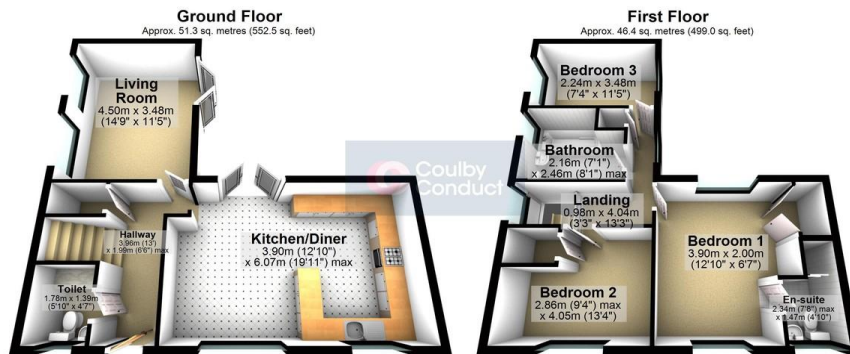 Ground Floor
Approx. 51.3 sq. metres (552.5 sq. feet)
Living
Room
4.50m x 3.48m
(14'9" x 11'5")
Hallway
3.96m (13')
x 1.99m (6'6") max
Toilet
1.78m x 1.39m
(5'10" x 4'7")
Kitchen/Diner
3.90m (12'10")
x 6.07m (19'11") max
Coulby
Conduct
First Floor
Approx. 46.4 sq. metres (499.0 sq. feet)
Bedroom 3
2.24m x 3.48m
(7'4" x 11'5")
Bathroom
2.16m (7'1")
x 2.46m (8'1") max
Landing
0.98m x 4.04m
(3'3" x 13'3")
Bedroom 1
3.90m x 2.00m
(12'10" x 6'7")
Bedroom 2
2.86m (9'4") max
x 4.05m (13'4")
En-suite
2.34m (7'8") max
x 1.47m (4'10")